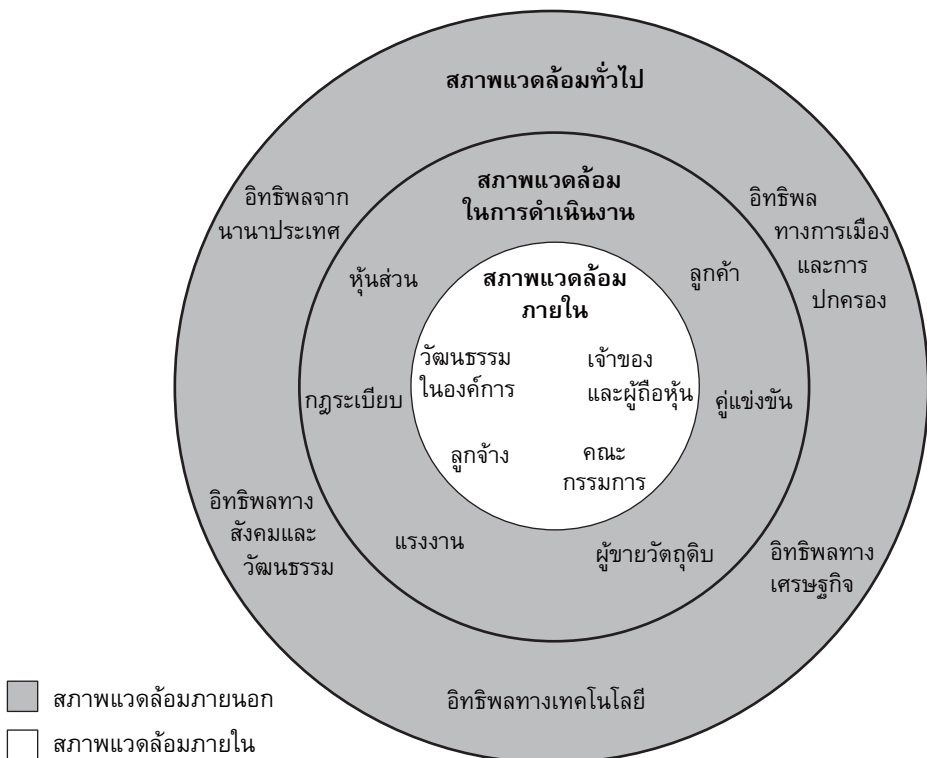 สภาพแวดล้อมทั่วไป
สภาพแวดล้อม
ในการดำเนินงาน
อิทธิพลจาก
นานาประเทศ
อิทธิพล
ทางการเมือง
และการ
ปกครอง
หุ้นส่วน
ลูกค้า
สภาพแวดล้อม
ภายใน
วัฒนธรรม
ในองค์การ
เจ้าของ
และผู้ถือหุ้น
กฎระเบียบ
คู่แข่งขัน
ลูกจ้าง
คณะ
กรรมการ
อิทธิพลทาง
สังคมและ
วัฒนธรรม
แรงงาน
ผู้ขายวัตถุดิบ
อิทธิพลทาง
เศรษฐกิจ
อิทธิพลทางเทคโนโลยี
สภาพแวดล้อมภายนอก
สภาพแวดล้อมภายใน